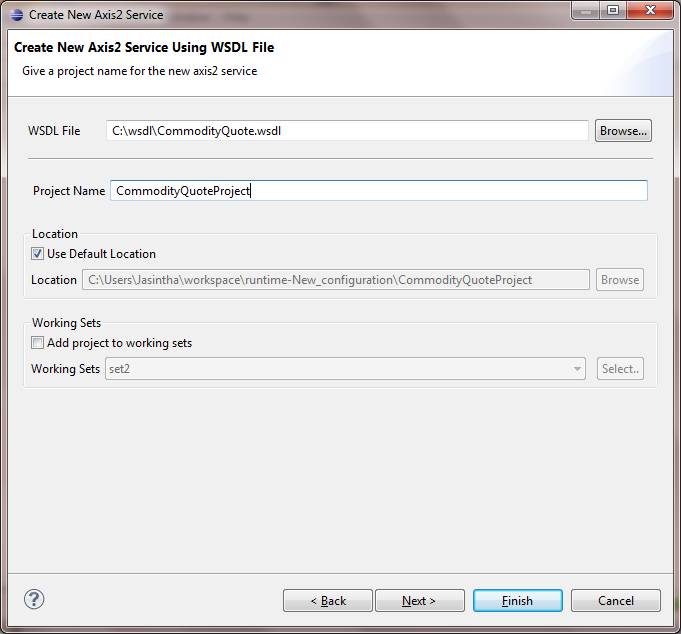 Create New Axis2 Service
Create New Axis2 Service Using WSDL File
Give a project name for the new axis2 service
WSDL File C:\wsdl\CommodityQuote.wsdl Browse...
Project Name CommodityQuoteProject
Location
Use Default Location
Location C:\Users\Jasintha\workspace\runtime-New_configuration\CommodityQuoteProject Browse
Working Sets
Add project to working sets
Working Sets set2 Select..
? < Back Next > Finish Cancel